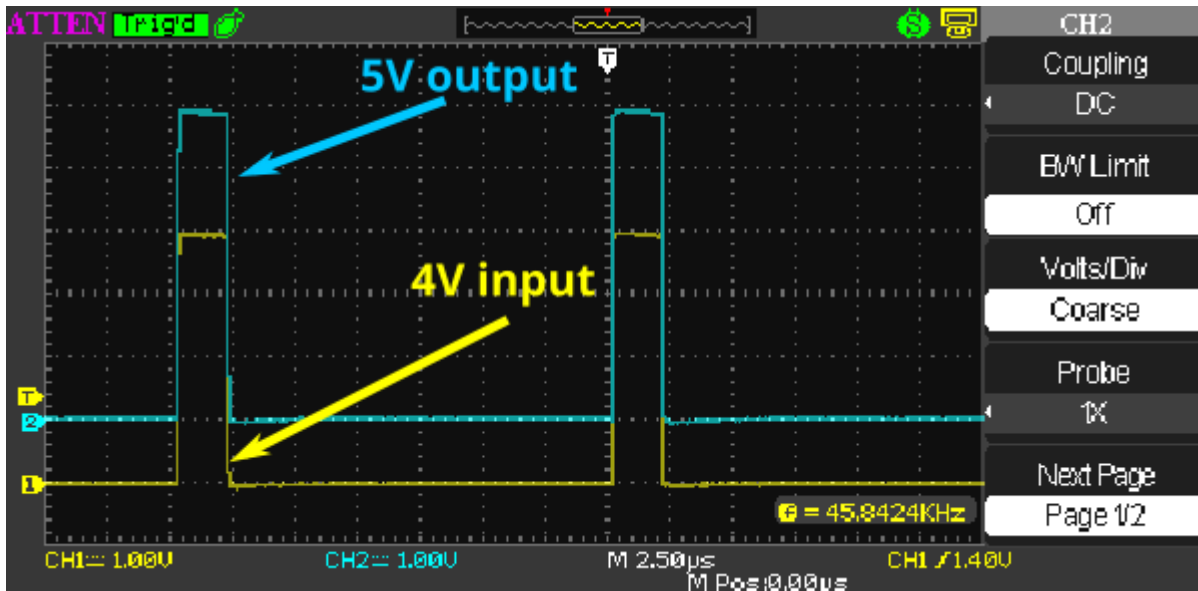 ATTEN Trig'd CH2
T
Coupling
DC
5V output
BW Limit
Off
4V input
Volts/Div
Coarse
Probe
1X
T
2
1
Next Page
Page 1/2
f = 45.8424KHz
CH1 1.00V CH2 1.00V M 2.50µs CH1 1.40V
M Pos:0.00µs